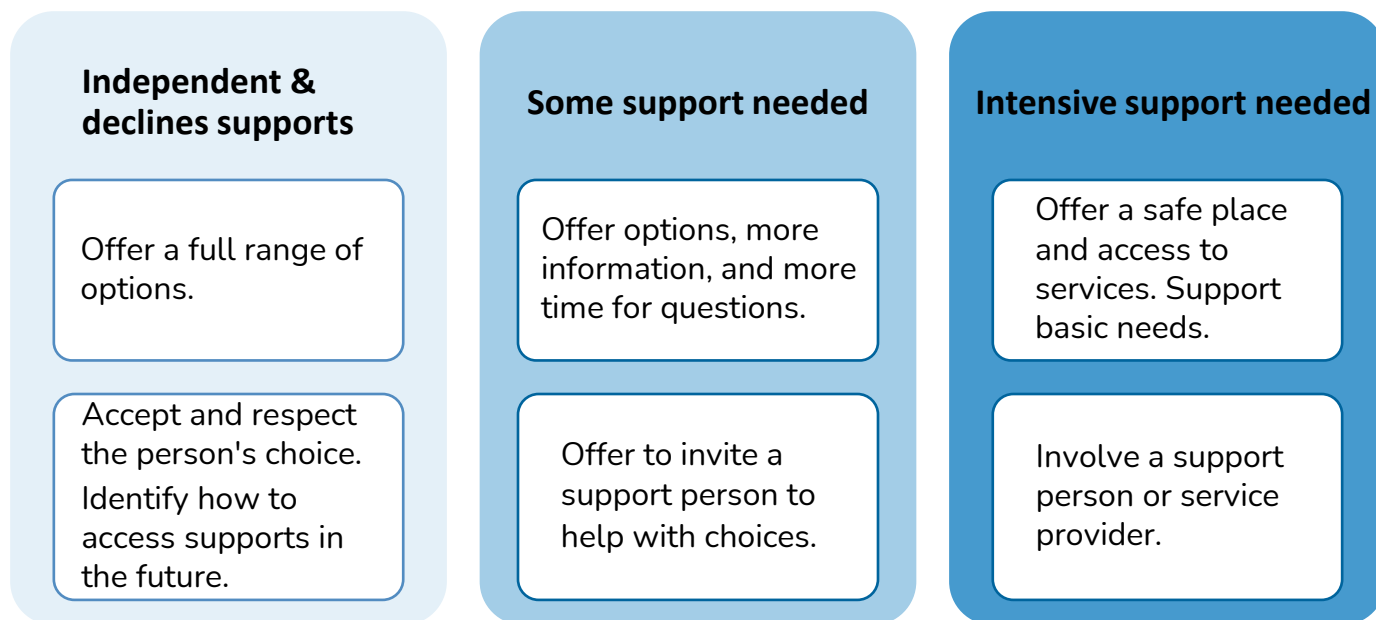 Independent &
declines supports
Offer a full range of
options.
Accept and respect
the person's choice.
Identify how to
access supports in
the future.
Some support needed
Offer options, more
information, and more
time for questions.
Offer to invite a
support person to
help with choices.
Intensive support needed
Offer a safe place
and access to
services. Support
basic needs.
Involve a support
person or service
provider.